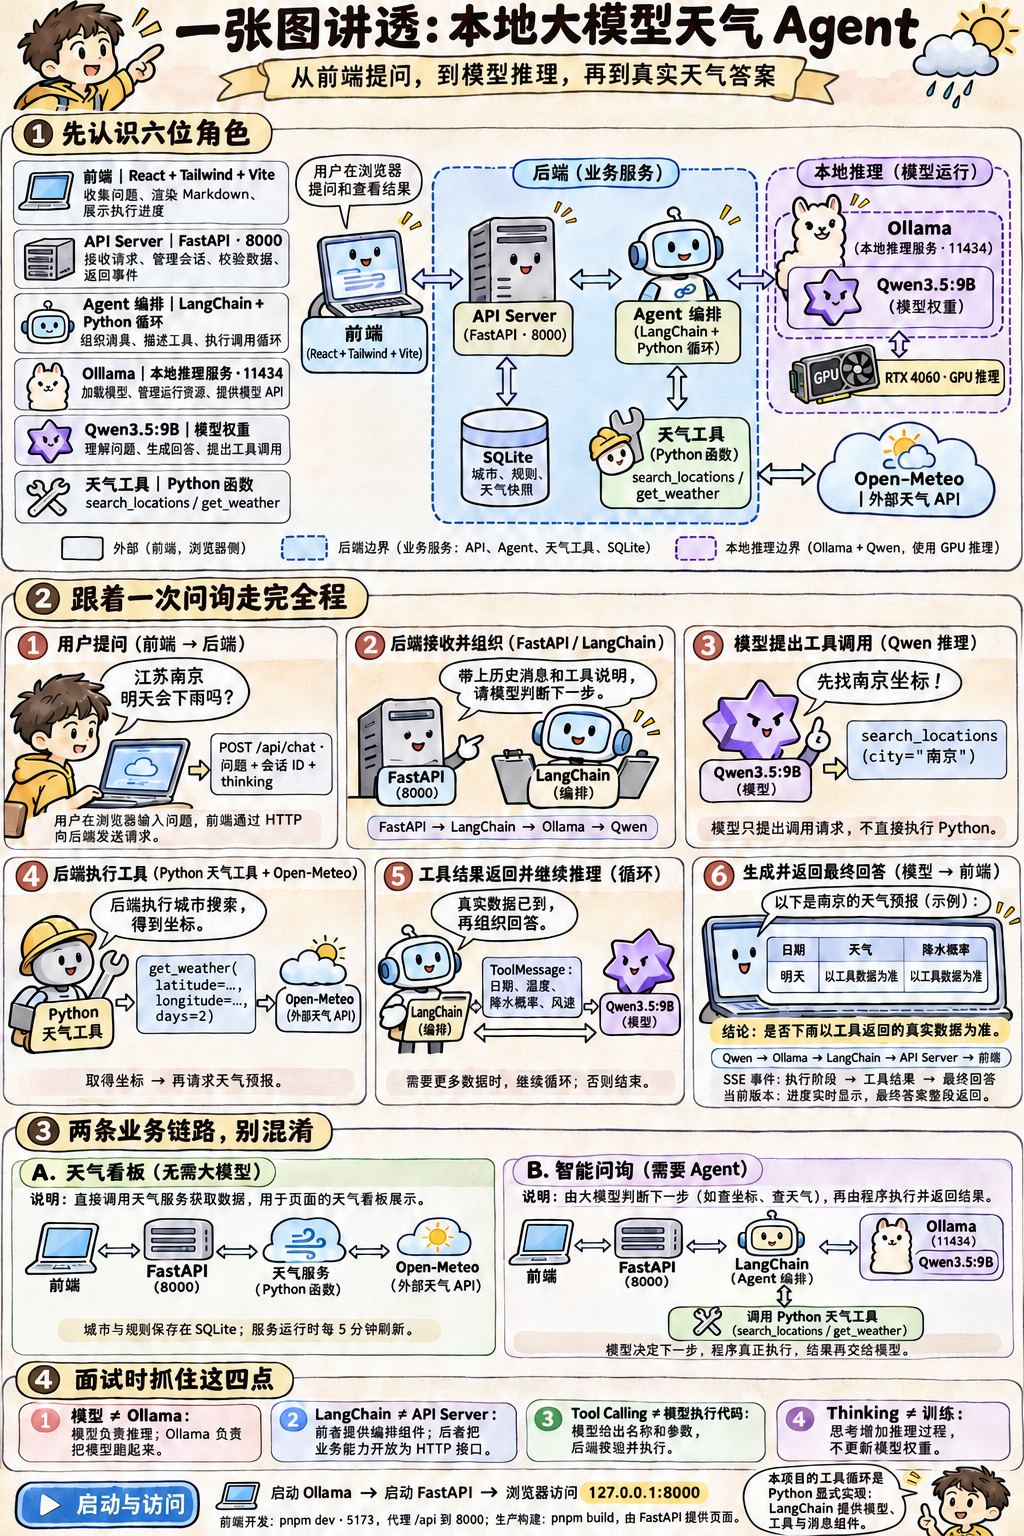 一张图讲透：本地大模型天气 Agent
从前端提问，到模型推理，再到真实天气答案
1 先认识六位角色
前端 | React + Tailwind + Vite
收集问题、渲染 Markdown、
展示执行进度
API Server | FastAPI · 8000
接收请求、管理会话、校验数据、
返回事件
Agent 编排 | LangChain +
Python 循环
组织消息、描述工具、执行调用循环
Olllama | 本地推理服务 · 11434
加载模型、管理运行资源、提供模型 API
Qwen3.5:9B | 模型权重
理解问题、生成回答、提出工具调用
天气工具 | Python 函数
search_locations / get_weather
用户在浏览器
提问和查看结果
前端
(React + Tailwind + Vite)
后端（业务服务）
API Server
(FastAPI · 8000)
Agent 编排
(LangChain +
Python 循环)
SQLite
城市、规则、
天气快照
天气工具
(Python 函数)
search_locations /
get_weather
本地推理（模型运行）
Ollama
(本地推理服务 · 11434)
Qwen3.5:9B
(模型权重)
GPU
RTX 4060 · GPU 推理
Open-Meteo
| 外部天气 API
外部（前端，浏览器侧）
后端边界（业务服务：API、Agent、天气工具、SQLite）
本地推理边界（Ollama + Qwen，使用 GPU 推理）
2 跟着一次问询走完全程
1 用户提问（前端 → 后端）
江苏南京
明天会下雨吗？
POST /api/chat ·
问题 + 会话 ID +
thinking
用户在浏览器输入问题，前端通过 HTTP
向后端发送请求。
2 后端接收并组织（FastAPI / LangChain）
带上历史消息和工具说明，
请模型判断下一步。
FastAPI
(8000)
LangChain
(编排)
FastAPI → LangChain → Ollama → Qwen
3 模型提出工具调用（Qwen 推理）
先找南京坐标！
Qwen3.5:9B
(模型)
search_locations
(city="南京")
模型只提出调用请求，不直接执行 Python。
4 后端执行工具（Python 天气工具 + Open-Meteo）
后端执行城市搜索，
得到坐标。
Python
天气工具
get_weather(
latitude=…,
longitude=…,
days=2)
Open-Meteo
(外部天气 API)
取得坐标 → 再请求天气预报。
5 工具结果返回并继续推理（循环）
真实数据已到，
再组织回答。
LangChain
(编排)
ToolMessage：
日期、温度、
降水概率、风速
Qwen3.5:9B
(模型)
需要更多数据时，继续循环；否则结束。
6 生成并返回最终回答（模型 → 前端）
以下是南京的天气预报（示例）：
日期 天气 降水概率
明天 以工具数据为准 以工具数据为准
结论：是否下雨以工具返回的真实数据为准。
Qwen → Ollama → LangChain → API Server → 前端
SSE 事件：执行阶段 → 工具结果 → 最终回答
当前版本：进度实时显示，最终答案整段返回。
3 两条业务链路，别混淆
A. 天气看板（无需大模型）
说明：直接调用天气服务获取数据，用于页面的天气看板展示。
前端
FastAPI
(8000)
天气服务
(Python 函数)
Open-Meteo
(外部天气 API)
城市与规则保存在 SQLite；服务运行时每 5 分钟刷新。
B. 智能问询（需要 Agent）
说明：由大模型判断下一步（如查坐标、查天气），再由程序执行并返回结果。
前端
FastAPI
(8000)
LangChain
(Agent 编排)
Ollama
(11434)
Qwen3.5:9B
调用 Python 天气工具
(search_locations / get_weather)
模型决定下一步，程序真正执行，结果再交给模型。
4 面试时抓住这四点
1 模型 ≠ Ollama：
模型负责推理；Ollama 负责
把模型跑起来。
2 LangChain ≠ API Server：
前者提供编排组件；后者把
业务能力开放为 HTTP 接口。
3 Tool Calling ≠ 模型执行代码：
模型给出名称和参数，
后端校验并执行。
4 Thinking ≠ 训练：
思考增加推理过程，
不更新模型权重。
启动与访问
启动 Ollama → 启动 FastAPI → 浏览器访问 127.0.0.1:8000
前端开发：pnpm dev · 5173，代理 /api 到 8000；生产构建：pnpm build，由 FastAPI 提供页面。
本项目的工具循环是
Python 显式实现；
LangChain 提供模型、
工具与消息组件。